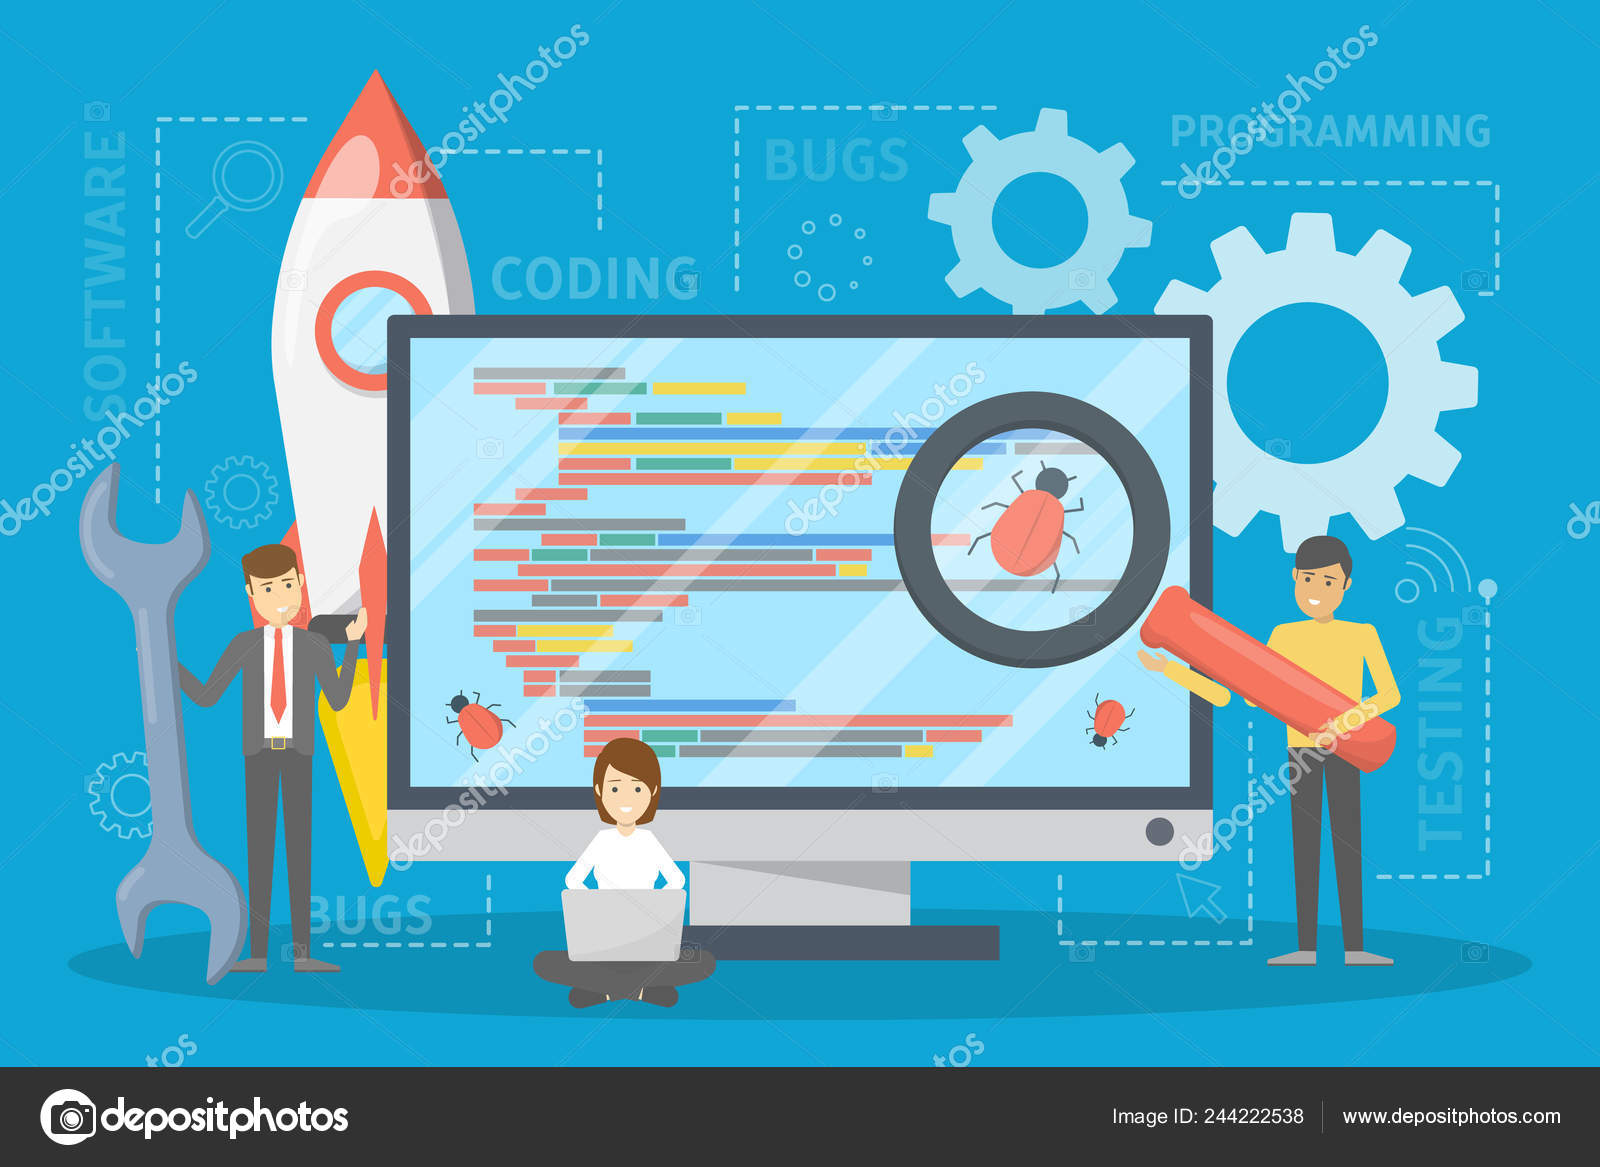 SOFTWARE
CODING
BUGS
PROGRAMMING
TESTING
BUGS
depositphotos
Image ID: 244222538
www.depositphotos.com